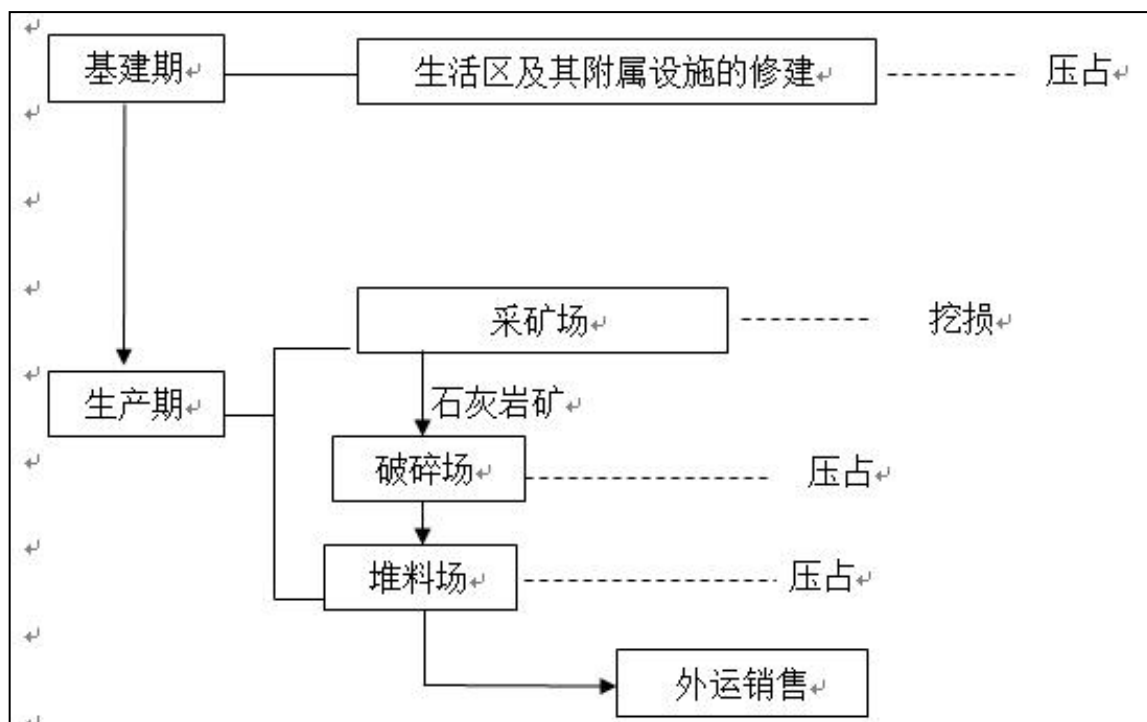 基建期
生活区及其附属设施的修建
压占
采矿场
挖损
生产期
石灰岩矿
破碎场
压占
堆料场
压占
外运销售